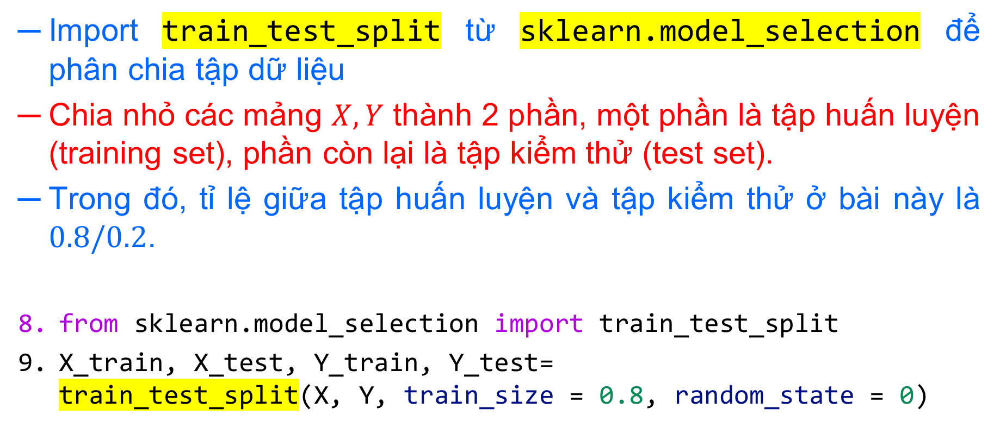 – Import train_test_split từ sklearn.model_selection để
phân chia tập dữ liệu
– Chia nhỏ các mảng X, Y thành 2 phần, một phần là tập huấn luyện
(training set), phần còn lại là tập kiểm thử (test set).
– Trong đó, tỉ lệ giữa tập huấn luyện và tập kiểm thử ở bài này là
0.8/0.2.
8. from sklearn.model_selection import train_test_split
9. X_train, X_test, Y_train, Y_test=
train_test_split(X, Y, train_size = 0.8, random_state = 0)